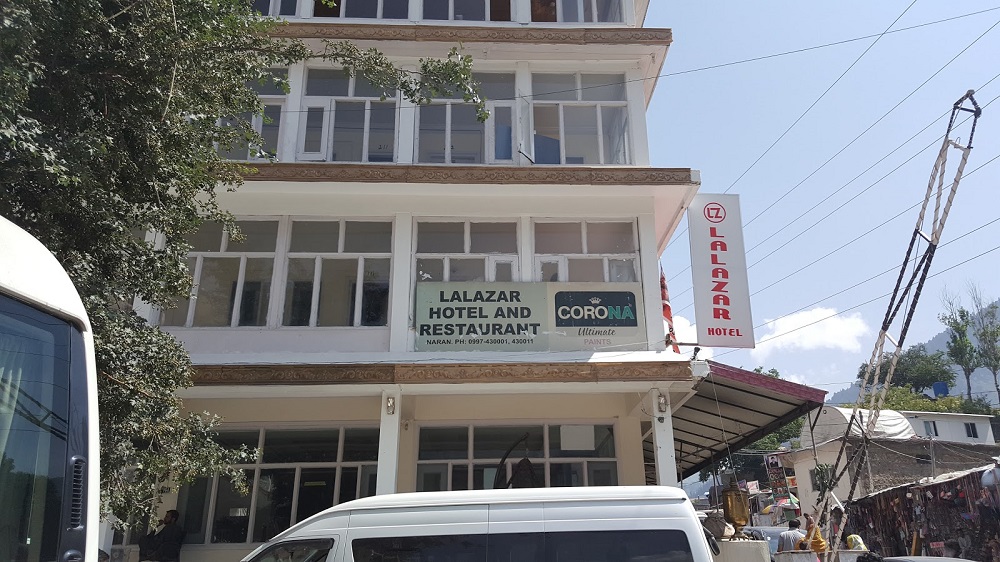 LALAZAR
HOTEL AND
RESTAURANT
NARAN. PH: 0997-430001, 430011
CORONA
Ultimate
PAINTS
LZ
LALAZAR
HOTEL